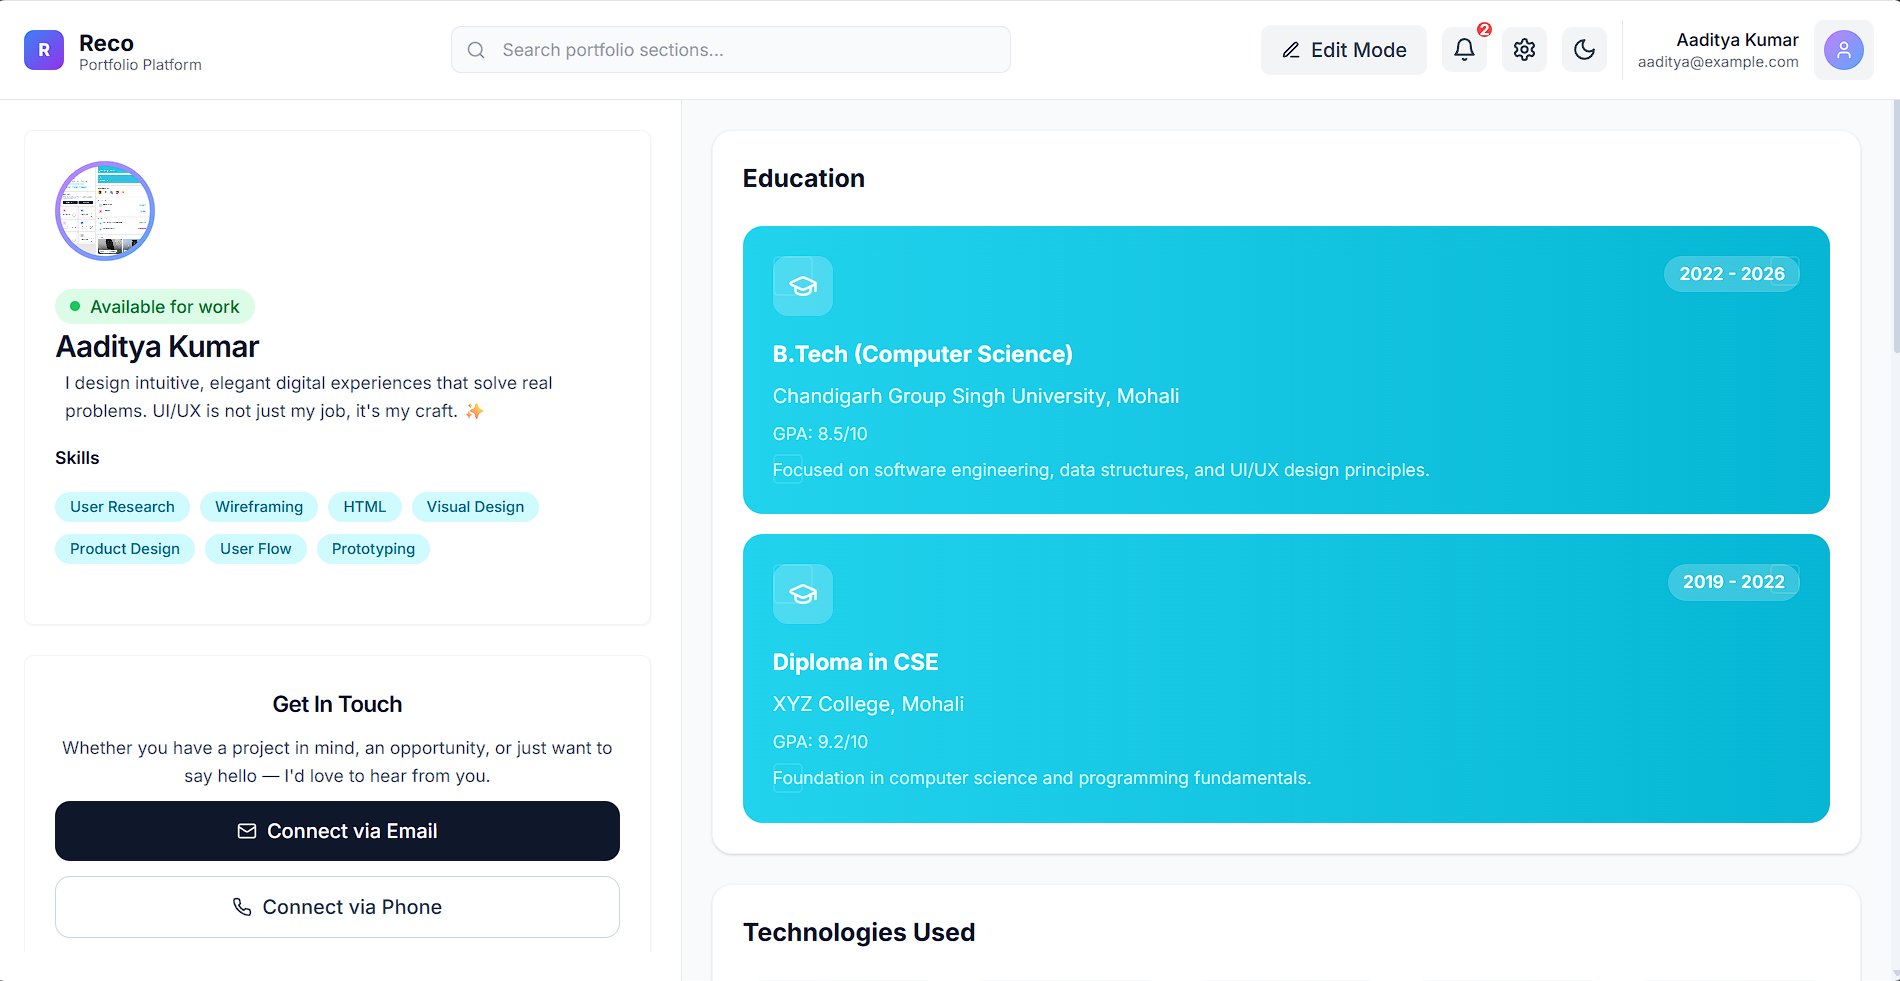 R
Reco
Portfolio Platform
Search portfolio sections...
Edit Mode
2
Aaditya Kumar
aaditya@example.com
Available for work
Aaditya Kumar
I design intuitive, elegant digital experiences that solve real
problems. UI/UX is not just my job, it's my craft. ✨
Skills
User Research Wireframing HTML Visual Design
Product Design User Flow Prototyping
Get In Touch
Whether you have a project in mind, an opportunity, or just want to
say hello — I'd love to hear from you.
Connect via Email
Connect via Phone
Education
2022 - 2026
B.Tech (Computer Science)
Chandigarh Group Singh University, Mohali
GPA: 8.5/10
Focused on software engineering, data structures, and UI/UX design principles.
2019 - 2022
Diploma in CSE
XYZ College, Mohali
GPA: 9.2/10
Foundation in computer science and programming fundamentals.
Technologies Used